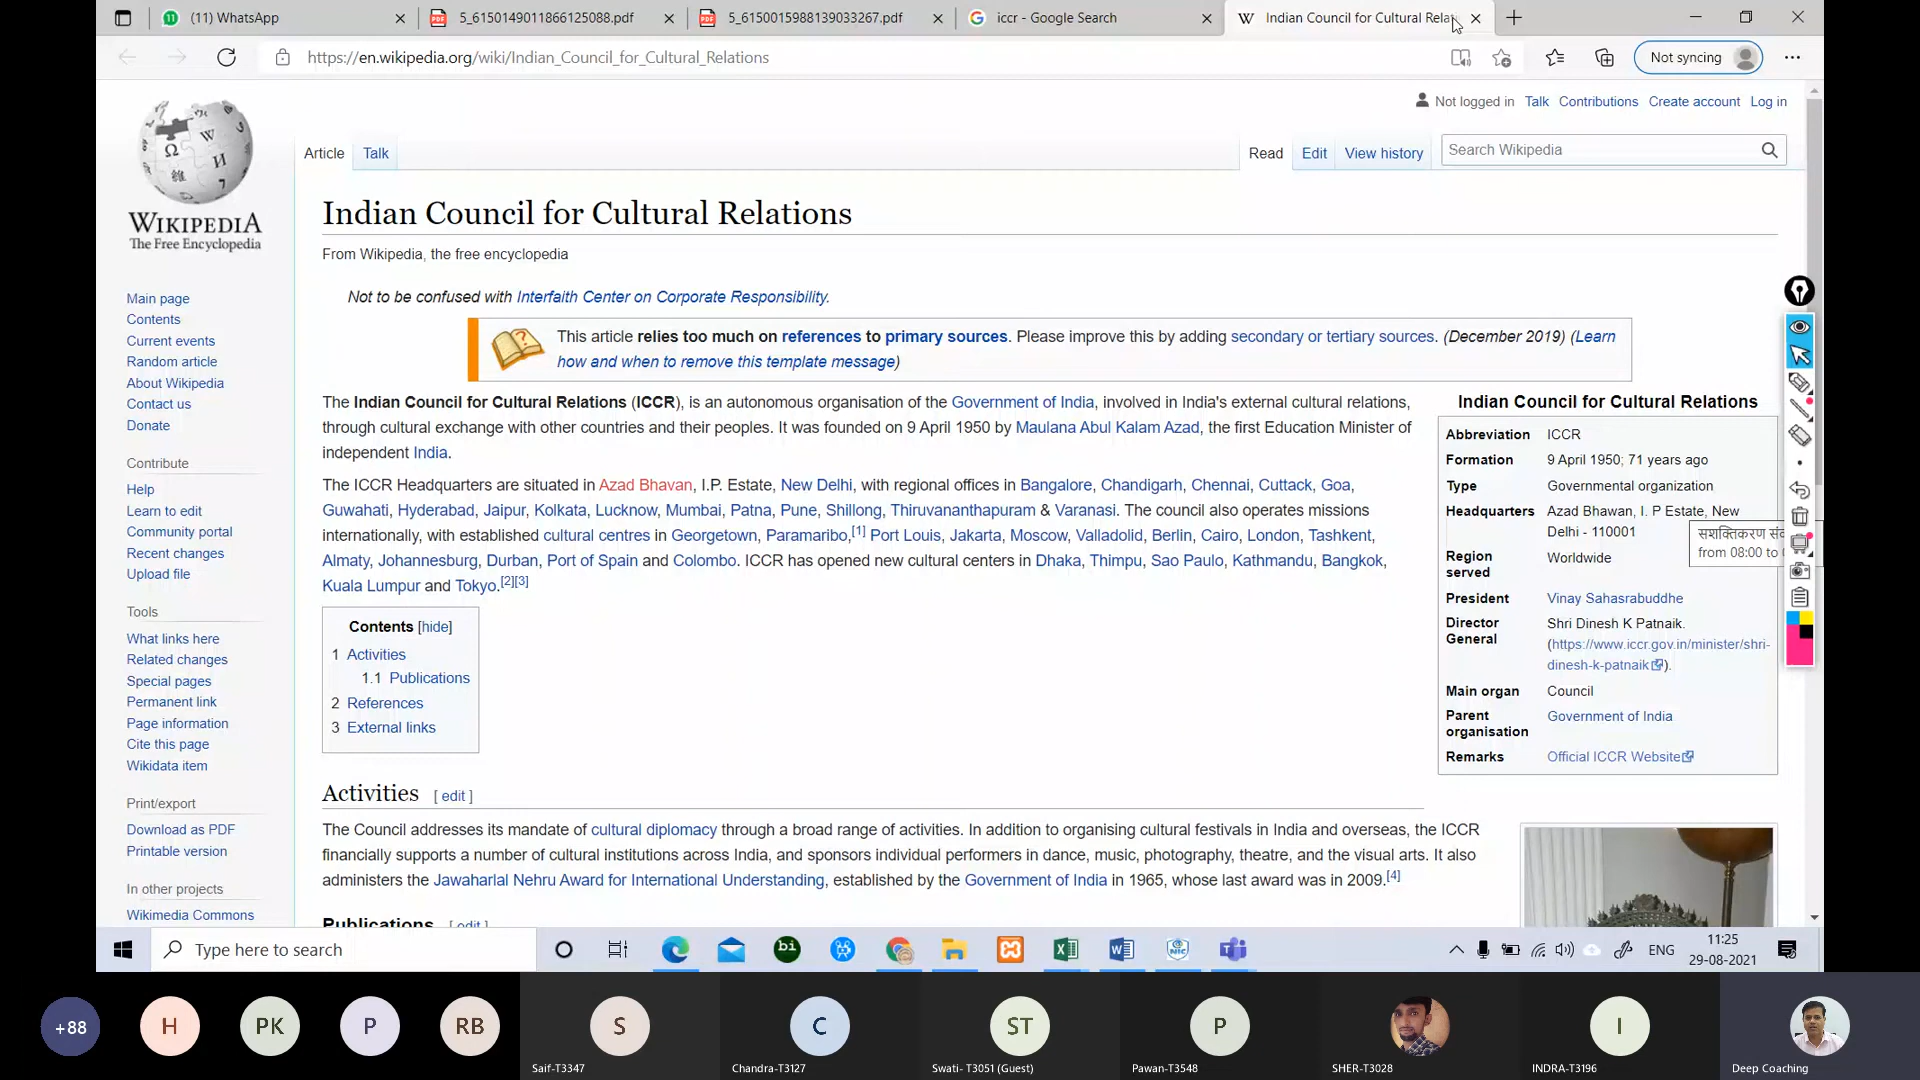 (11) WhatsApp
5_6150149011866125088.pdf
5_6150015988139033267.pdf
iccr - Google Search
Indian Council for Cultural Rela
https://en.wikipedia.org/wiki/Indian_Council_for_Cultural_Relations
Not syncing
Not logged in Talk Contributions Create account Log in
Article Talk
Read Edit View history
Search Wikipedia
WIKIPEDIA
The Free Encyclopedia
Main page
Contents
Current events
Random article
About Wikipedia
Contact us
Donate
Contribute
Help
Learn to edit
Community portal
Recent changes
Upload file
Tools
What links here
Related changes
Special pages
Permanent link
Page information
Cite this page
Wikidata item
Print/export
Download as PDF
Printable version
In other projects
Wikimedia Commons
Indian Council for Cultural Relations
From Wikipedia, the free encyclopedia
Not to be confused with Interfaith Center on Corporate Responsibility.
This article relies too much on references to primary sources. Please improve this by adding secondary or tertiary sources. (December 2019) (Learn
how and when to remove this template message)
The Indian Council for Cultural Relations (ICCR), is an autonomous organisation of the Government of India, involved in India's external cultural relations,
through cultural exchange with other countries and their peoples. It was founded on 9 April 1950 by Maulana Abul Kalam Azad, the first Education Minister of
independent India.
The ICCR Headquarters are situated in Azad Bhavan, I.P. Estate, New Delhi, with regional offices in Bangalore, Chandigarh, Chennai, Cuttack, Goa,
Guwahati, Hyderabad, Jaipur, Kolkata, Lucknow, Mumbai, Patna, Pune, Shillong, Thiruvananthapuram & Varanasi. The council also operates missions
internationally, with established cultural centres in Georgetown, Paramaribo,[1] Port Louis, Jakarta, Moscow, Valladolid, Berlin, Cairo, London, Tashkent,
Almaty, Johannesburg, Durban, Port of Spain and Colombo. ICCR has opened new cultural centers in Dhaka, Thimpu, Sao Paulo, Kathmandu, Bangkok,
Kuala Lumpur and Tokyo.[2][3]
Contents [hide]
1 Activities
1.1 Publications
2 References
3 External links
Activities [ edit ]
The Council addresses its mandate of cultural diplomacy through a broad range of activities. In addition to organising cultural festivals in India and overseas, the ICCR
financially supports a number of cultural institutions across India, and sponsors individual performers in dance, music, photography, theatre, and the visual arts. It also
administers the Jawaharlal Nehru Award for International Understanding, established by the Government of India in 1965, whose last award was in 2009.[4]
Publications [ edit ]
Indian Council for Cultural Relations
Abbreviation ICCR
Formation 9 April 1950; 71 years ago
Type Governmental organization
Headquarters Azad Bhawan, I. P Estate, New
Delhi - 110001
Region
served
Worldwide
President Vinay Sahasrabuddhe
Director
General
Shri Dinesh K Patnaik.
(https://www.iccr.gov.in/minister/shri-
dinesh-k-patnaik).
Main organ Council
Parent
organisation
Government of India
Remarks Official ICCR Website
सशक्तिकरण
from 08:00 to
Type here to search
bi
NIC
ENG
11:25
29-08-2021
+88
H
PK
P
RB
S
C
ST
P
I
Saif-T3347
Chandra-T3127
Swati- T3051 (Guest)
Pawan-T3548
SHER-T3028
INDRA-T3196
Deep Coaching